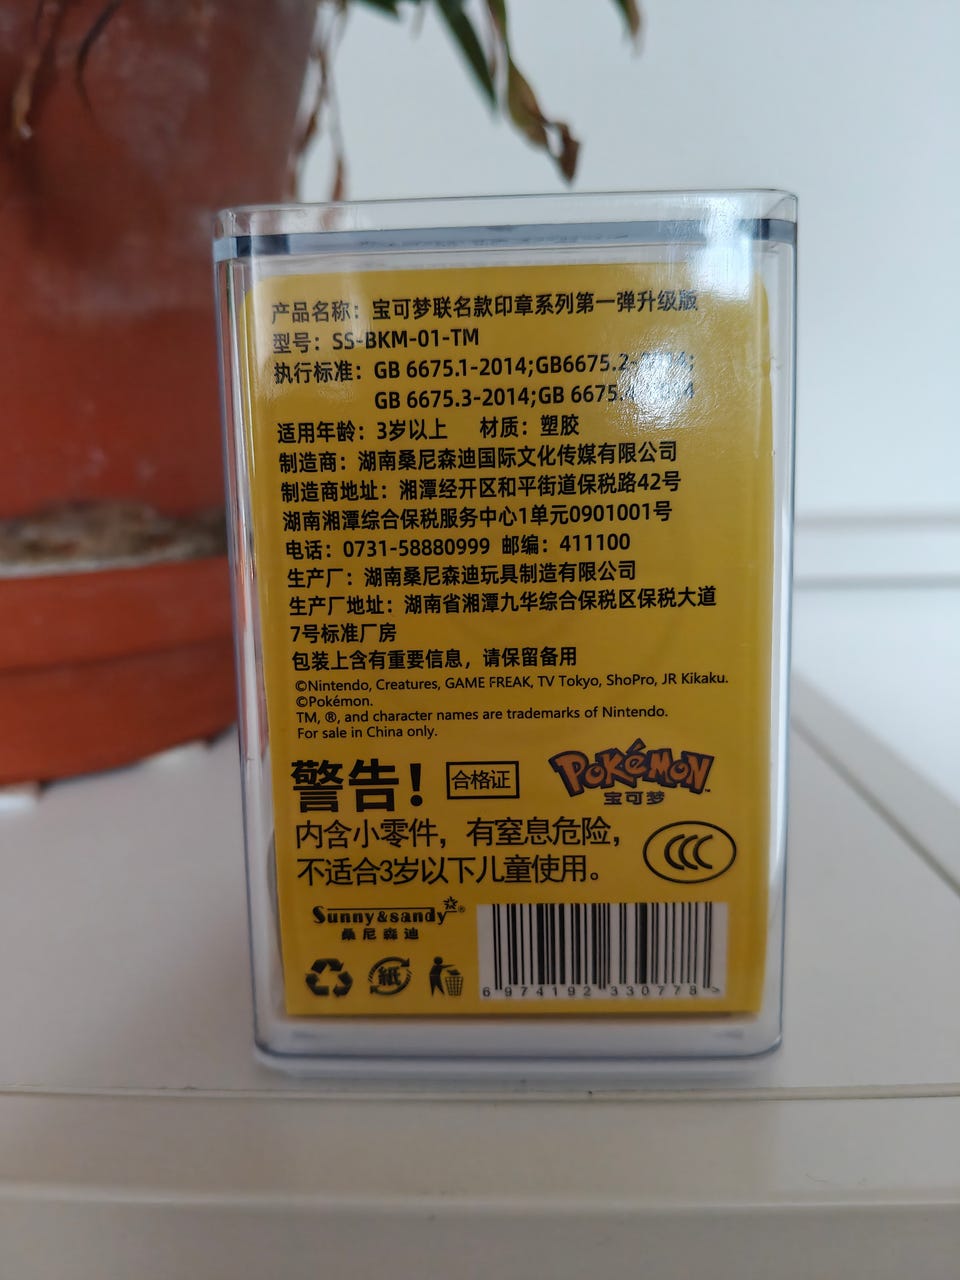 产品名称：宝可梦联名款印章系列第一弹升级版
型号：SS-BKM-01-TM
执行标准：GB 6675.1-2014;GB6675.2-2014;
GB 6675.3-2014;GB 6675.4-2014
适用年龄：3岁以上 材质：塑胶
制造商：湖南桑尼森迪国际文化传媒有限公司
制造商地址：湘潭经开区和平街道保税路42号
湖南湘潭综合保税服务中心1单元0901001号
电话：0731-58880999 邮编：411100
生产厂：湖南桑尼森迪玩具制造有限公司
生产厂地址：湖南省湘潭九华综合保税区保税大道
7号标准厂房
包装上含有重要信息，请保留备用
©Nintendo, Creatures, GAME FREAK, TV Tokyo, ShoPro, JR Kikaku.
©Pokémon.
TM, ®, and character names are trademarks of Nintendo.
For sale in China only.
警告！ 合格证 POKéMON™
宝可梦
内含小零件，有窒息危险，
不适合3岁以下儿童使用。
CCC
Sunny&sandy®
桑尼森迪
紙
6 974192 330778 >